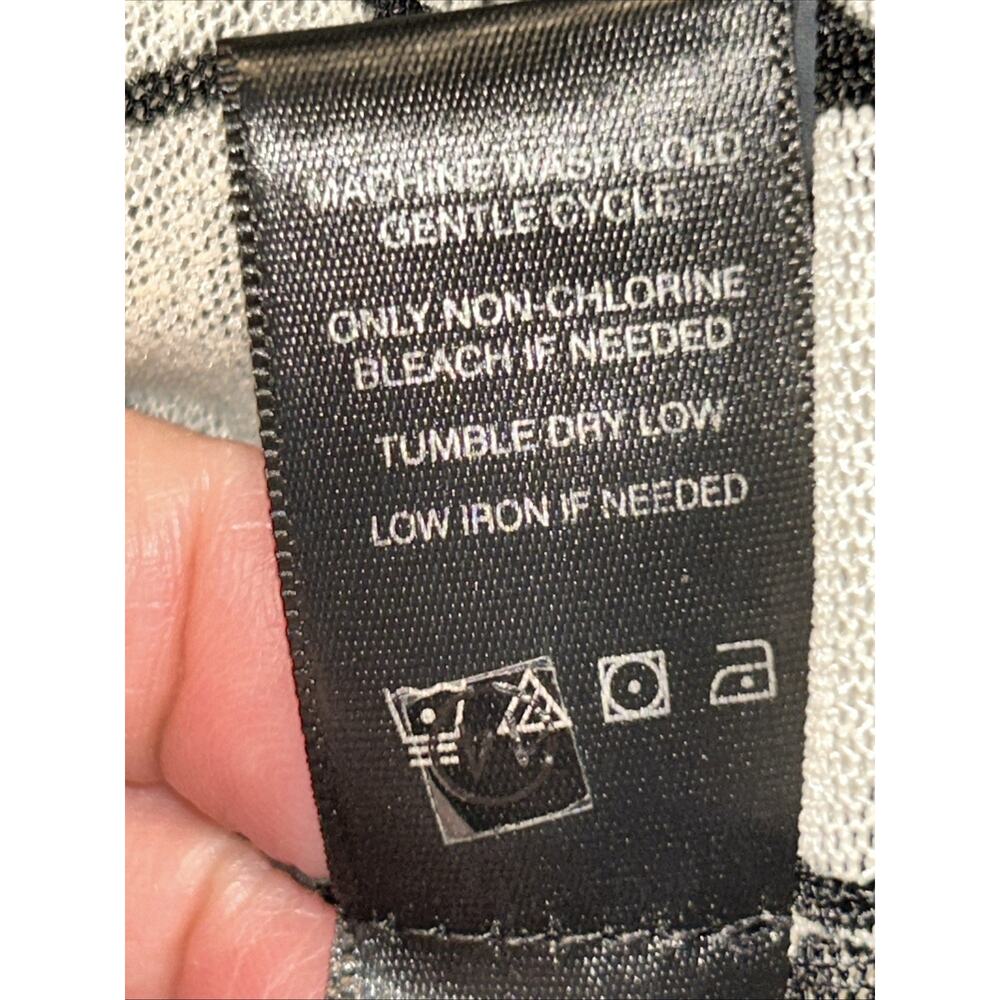 MACHINE WASH COLD
GENTLE CYCLE
ONLY NON-CHLORINE
BLEACH IF NEEDED
TUMBLE DRY LOW
LOW IRON IF NEEDED